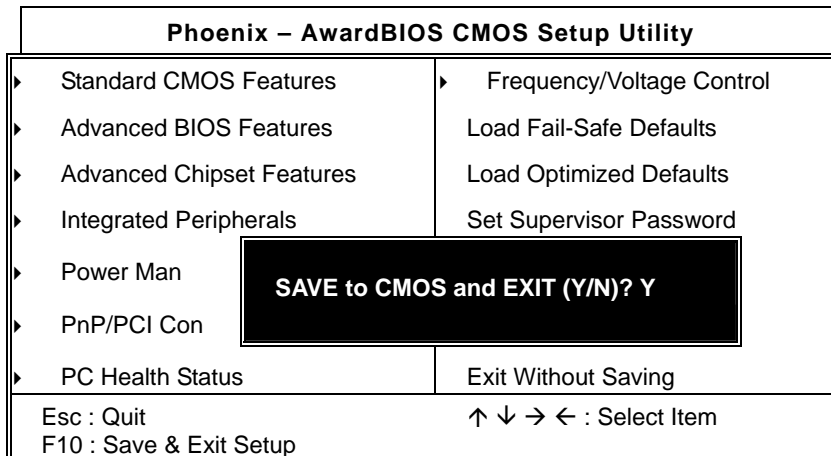 Phoenix – AwardBIOS CMOS Setup Utility
Standard CMOS Features
Advanced BIOS Features
Advanced Chipset Features
Integrated Peripherals
Power Man
PnP/PCI Con
PC Health Status
Frequency/Voltage Control
Load Fail-Safe Defaults
Load Optimized Defaults
Set Supervisor Password
SAVE to CMOS and EXIT (Y/N)? Y
Exit Without Saving
Esc : Quit
F10 : Save & Exit Setup
↑ ↓ → ← : Select Item